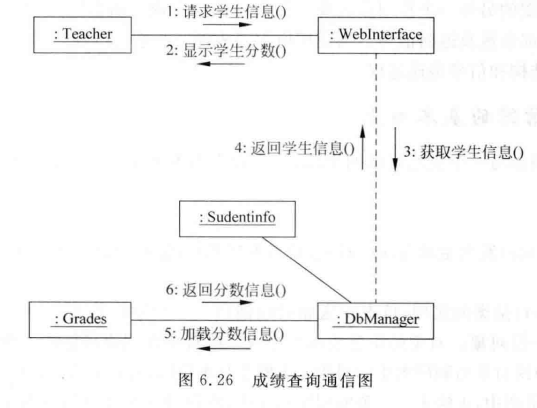 1: 请求学生信息()
: Teacher
: WebInterface
2: 显示学生分数()
4: 返回学生信息()
3: 获取学生信息()
: Sudentinfo
6: 返回分数信息()
: Grades
: DbManager
5: 加载分数信息()
图 6.26 成绩查询通信图